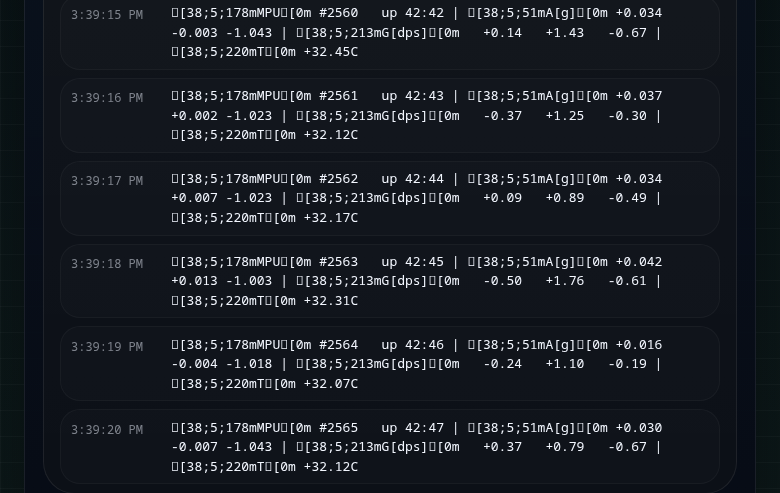 3:39:15 PM
▯[38;5;178mMPU▯[0m #2560   up 42:42 | ▯[38;5;51mA[g]▯[0m +0.034
-0.003 -1.043 | ▯[38;5;213mG[dps]▯[0m   +0.14   +1.43   -0.67 |
▯[38;5;220mT▯[0m +32.45C
3:39:16 PM
▯[38;5;178mMPU▯[0m #2561   up 42:43 | ▯[38;5;51mA[g]▯[0m +0.037
+0.002 -1.023 | ▯[38;5;213mG[dps]▯[0m   -0.37   +1.25   -0.30 |
▯[38;5;220mT▯[0m +32.12C
3:39:17 PM
▯[38;5;178mMPU▯[0m #2562   up 42:44 | ▯[38;5;51mA[g]▯[0m +0.034
+0.007 -1.023 | ▯[38;5;213mG[dps]▯[0m   +0.09   +0.89   -0.49 |
▯[38;5;220mT▯[0m +32.17C
3:39:18 PM
▯[38;5;178mMPU▯[0m #2563   up 42:45 | ▯[38;5;51mA[g]▯[0m +0.042
+0.013 -1.003 | ▯[38;5;213mG[dps]▯[0m   -0.50   +1.76   -0.61 |
▯[38;5;220mT▯[0m +32.31C
3:39:19 PM
▯[38;5;178mMPU▯[0m #2564   up 42:46 | ▯[38;5;51mA[g]▯[0m +0.016
-0.004 -1.018 | ▯[38;5;213mG[dps]▯[0m   -0.24   +1.10   -0.19 |
▯[38;5;220mT▯[0m +32.07C
3:39:20 PM
▯[38;5;178mMPU▯[0m #2565   up 42:47 | ▯[38;5;51mA[g]▯[0m +0.030
-0.007 -1.043 | ▯[38;5;213mG[dps]▯[0m   +0.37   +0.79   -0.67 |
▯[38;5;220mT▯[0m +32.12C